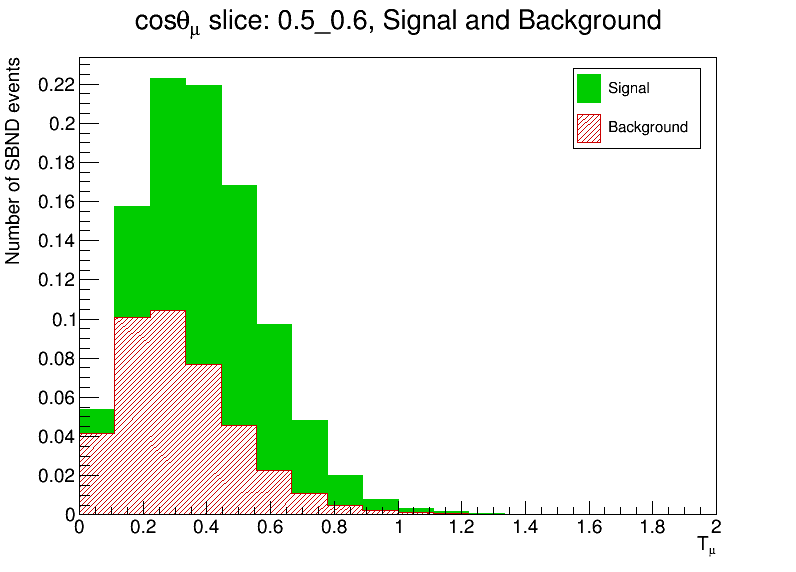 cosθμ slice: 0.5_0.6, Signal and Background
Number of SBND events
Signal
Background
0.22
0.2
0.18
0.16
0.14
0.12
0.1
0.08
0.06
0.04
0.02
0
0 0.2 0.4 0.6 0.8 1 1.2 1.4 1.6 1.8 2
Tμ